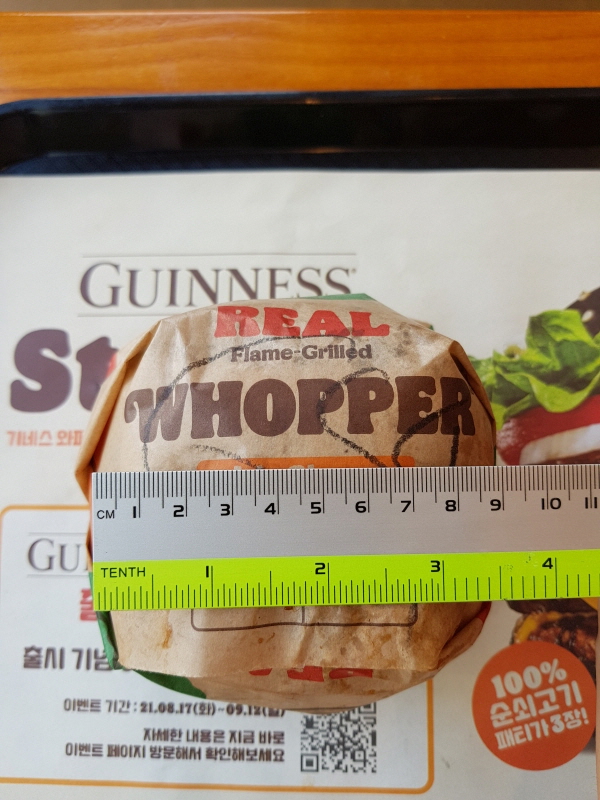 GUINNESS
REAL
Flame-Grilled
WHOPPER
기네스 와퍼
CM 1 2 3 4 5 6 7 8 9 10 11
TENTH 1 2 3 4
출시 기념
이벤트 기간 : 21.08.17(화)~09.12(일)
자세한 내용은 지금 바로
이벤트 페이지 방문해서 확인해보세요
100%
순쇠고기
패티가 3장!